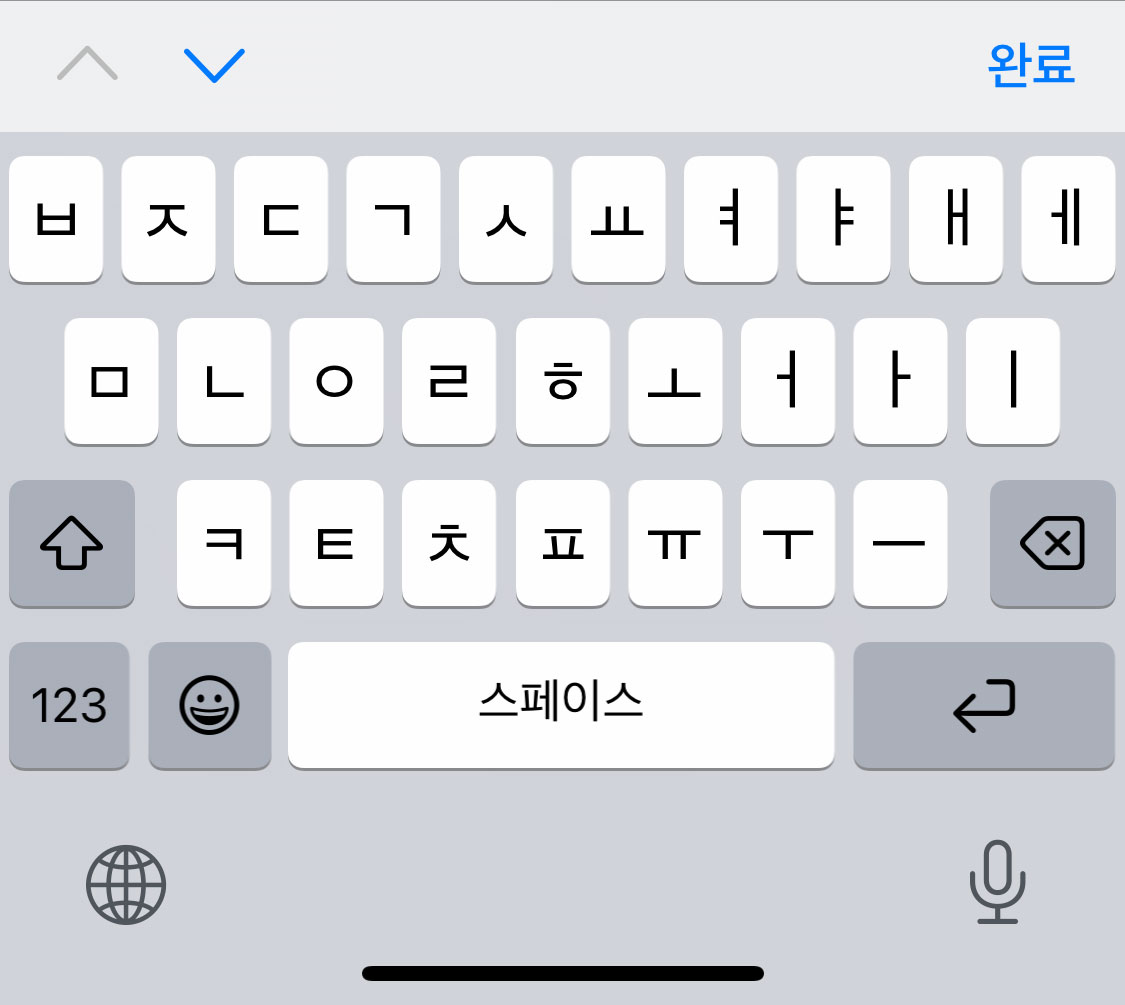 완료
ㅂ ㅈ ㄷ ㄱ ㅅ ㅛ ㅕ ㅑ ㅐ ㅔ
ㅁ ㄴ ㅇ ㄹ ㅎ ㅗ ㅓ ㅏ ㅣ
ㅋ ㅌ ㅊ ㅍ ㅠ ㅜ ㅡ
123 스페이스